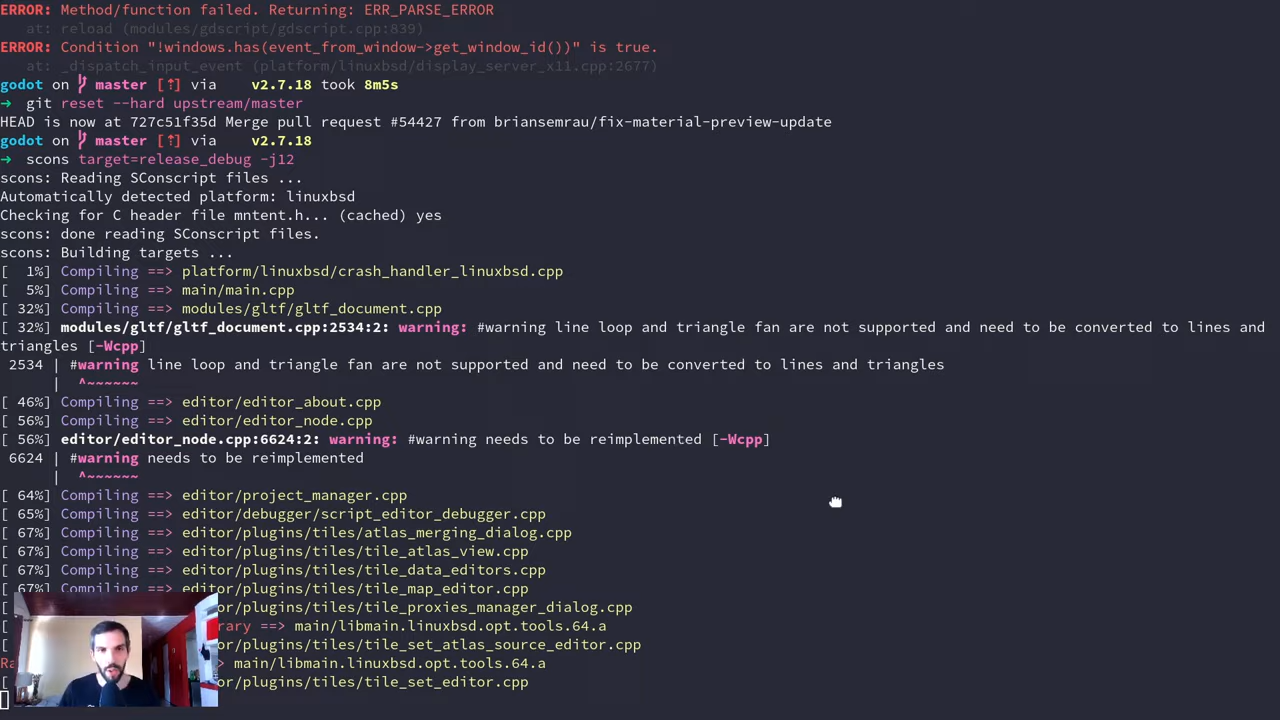 ERROR: Method/function failed. Returning: ERR_PARSE_ERROR
at: reload (modules/gdscript/gdscript.cpp:839)
ERROR: Condition "!windows.has(event_from_window->get_window_id())" is true.
at: _dispatch_input_event (platform/linuxbsd/display_server_x11.cpp:2677)
godot on master [⇡] via v2.7.18 took 8m5s
➜ git reset --hard upstream/master
HEAD is now at 727c51f35d Merge pull request #54427 from briansemrau/fix-material-preview-update
godot on master [⇡] via v2.7.18
➜ scons target=release_debug -j12
scons: Reading SConscript files ...
Automatically detected platform: linuxbsd
Checking for C header file mntent.h... (cached) yes
scons: done reading SConscript files.
scons: Building targets ...
[  1%] Compiling ==> platform/linuxbsd/crash_handler_linuxbsd.cpp
[  5%] Compiling ==> main/main.cpp
[ 32%] Compiling ==> modules/gltf/gltf_document.cpp
[ 32%] modules/gltf/gltf_document.cpp:2534:2: warning: #warning line loop and triangle fan are not supported and need to be converted to lines and
triangles [-Wcpp]
2534 | #warning line loop and triangle fan are not supported and need to be converted to lines and triangles
| ^~~~~~~
[ 46%] Compiling ==> editor/editor_about.cpp
[ 56%] Compiling ==> editor/editor_node.cpp
[ 56%] editor/editor_node.cpp:6624:2: warning: #warning needs to be reimplemented [-Wcpp]
6624 | #warning needs to be reimplemented
| ^~~~~~~
[ 64%] Compiling ==> editor/project_manager.cpp
[ 65%] Compiling ==> editor/debugger/script_editor_debugger.cpp
[ 67%] Compiling ==> editor/plugins/tiles/atlas_merging_dialog.cpp
[ 67%] Compiling ==> editor/plugins/tiles/tile_atlas_view.cpp
[ 67%] Compiling ==> editor/plugins/tiles/tile_data_editors.cpp
[ 67%] Compiling ==> editor/plugins/tiles/tile_map_editor.cpp
[ or/plugins/tiles/tile_proxies_manager_dialog.cpp
[ rary ==> main/libmain.linuxbsd.opt.tools.64.a
[ or/plugins/tiles/tile_set_atlas_source_editor.cpp
Ra > main/libmain.linuxbsd.opt.tools.64.a
[ or/plugins/tiles/tile_set_editor.cpp